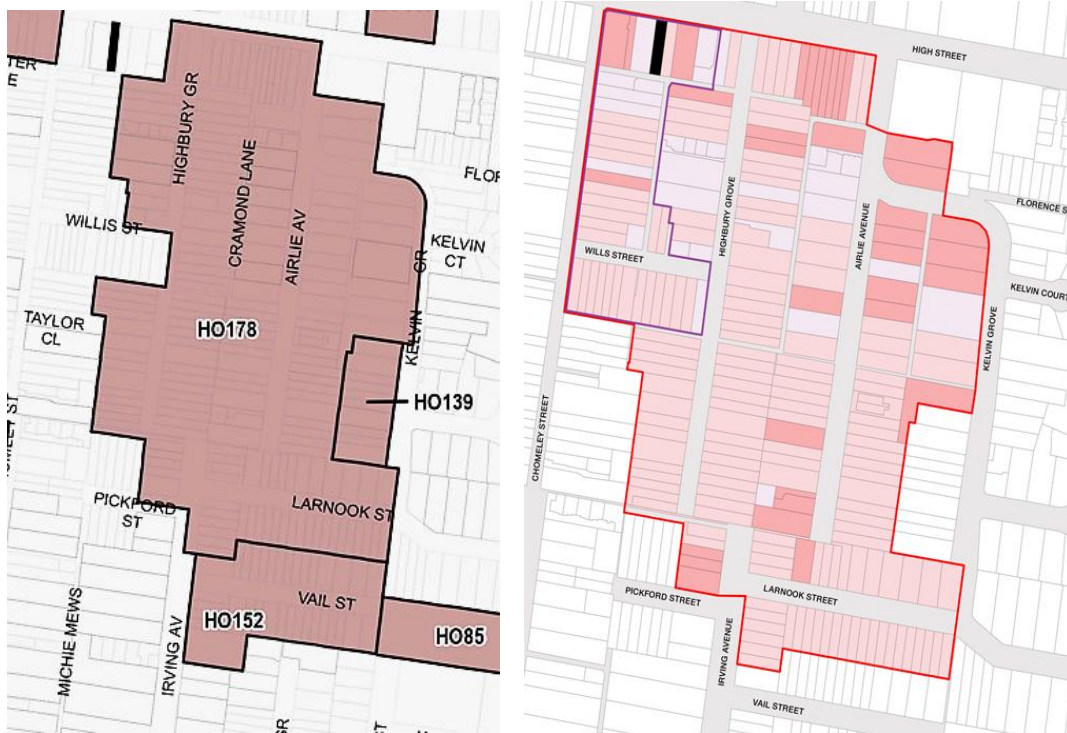 TER
E
HIGHBURY GR
CRAMOND LANE
AIRLIE AV
FLOR
WILLIS ST
KELVIN
CT
KELVIN GR
TAYLOR
CL
HO178
HO139
PICKFORD
ST
LARNOOK ST
VAIL ST
HO152
HO85
MICHIE MEWS
IRVING AV
HIGH STREET
FLORENCE S
HIGHBURY GROVE
AIRLIE AVENUE
WILLS STREET
KELVIN COURT
KELVIN GROVE
CHOMELEY STREET
LARNOOK STREET
PICKFORD STREET
IRVING AVENUE
VAIL STREET